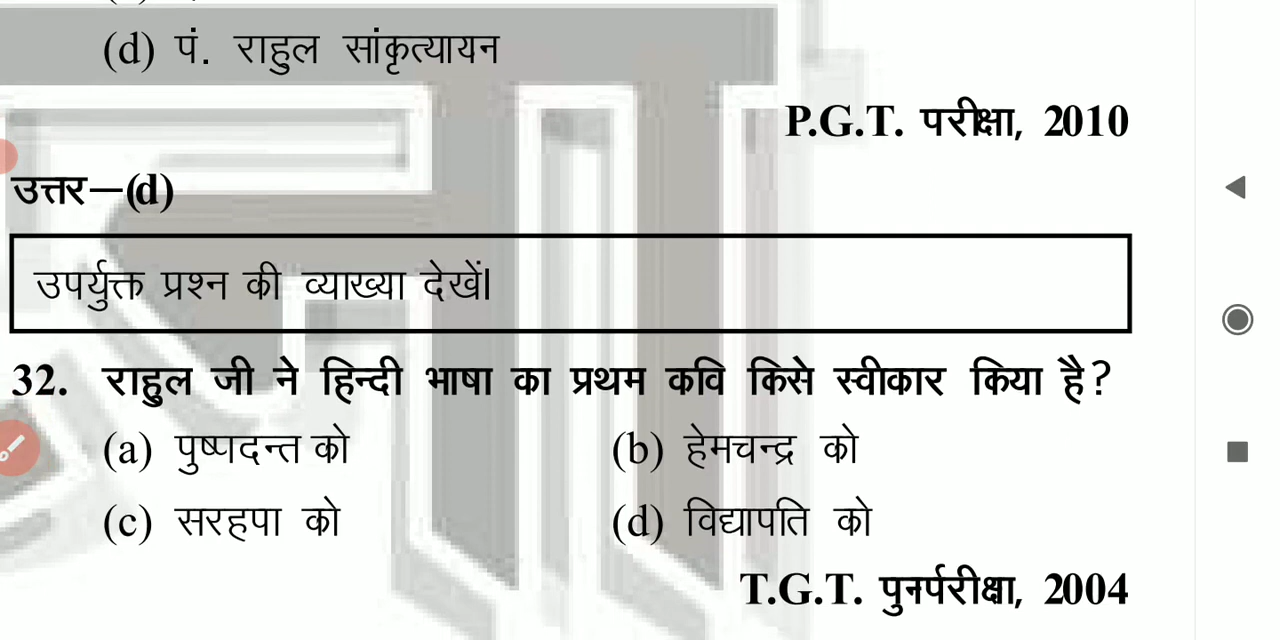 (d) पं. राहुल सांकृत्यायन
P.G.T. परीक्षा, 2010
उत्तर—(d)
उपर्युक्त प्रश्न की व्याख्या देखें।
32. राहुल जी ने हिन्दी भाषा का प्रथम कवि किसे स्वीकार किया है?
(a) पुष्पदन्त को (b) हेमचन्द्र को
(c) सरहपा को (d) विद्यापति को
T.G.T. पुनर्परीक्षा, 2004